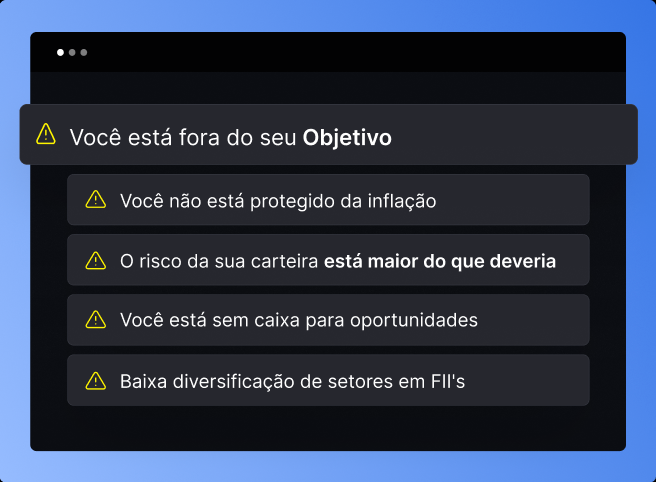 Você está fora do seu Objetivo
Você não está protegido da inflação
O risco da sua carteira está maior do que deveria
Você está sem caixa para oportunidades
Baixa diversificação de setores em FII's